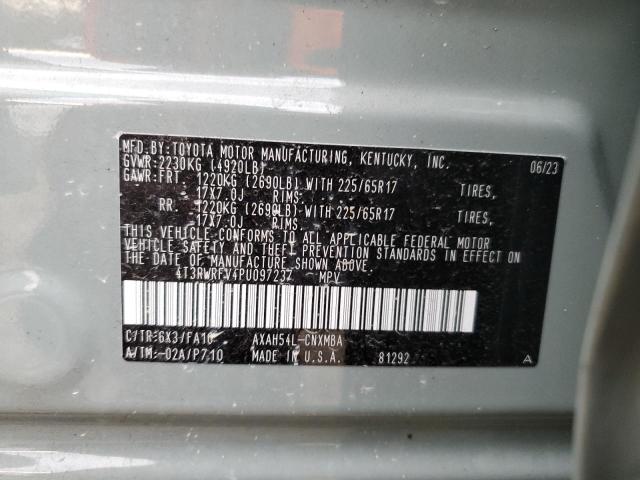 MFD.BY:TOYOTA MOTOR MANUFACTURING, KENTUCKY, INC. 06/23
GVWR:2230KG (4920LB)
GAWR:FRT 1220KG (2690LB) WITH 225/65R17 TIRES,
17X7.0J RIMS.
RR 1220KG (2690LB) WITH 225/65R17 TIRES,
17X7.0J RIMS.
THIS VEHICLE CONFORMS TO ALL APPLICABLE FEDERAL MOTOR
VEHICLE SAFETY AND THEFT PREVENTION STANDARDS IN EFFECT ON
THE DATE OF MANUFACTURE SHOWN ABOVE.
4T3RWRFV4PU097237 MPV
C/TR:6X3/FA10 AXAH54L-CNXMBA
A/TM:-02A/P710 MADE IN U.S.A. 81292 A